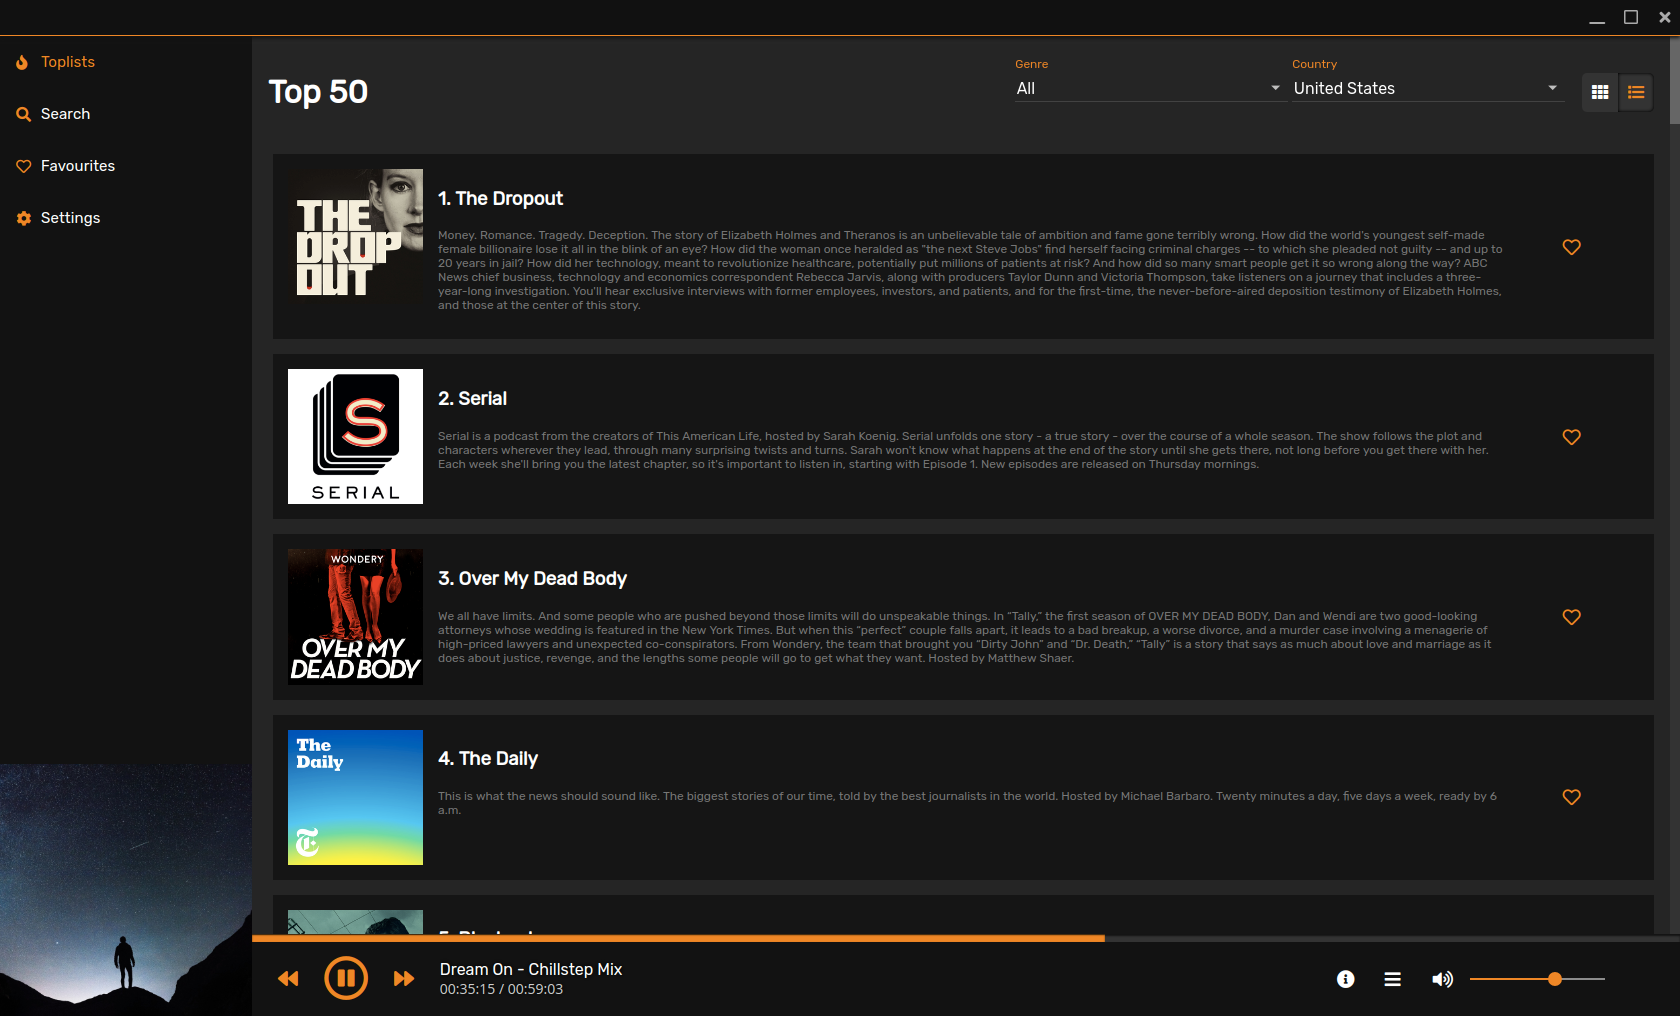 Toplists
Search
Favourites
Settings
Top 50
Genre
All
Country
United States
THE
DROP
OUT
1. The Dropout
Money. Romance. Tragedy. Deception. The story of Elizabeth Holmes and Theranos is an unbelievable tale of ambition and fame gone terribly wrong. How did the world's youngest self-made
female billionaire lose it all in the blink of an eye? How did the woman once heralded as "the next Steve Jobs" find herself facing criminal charges -- to which she pleaded not guilty -- and up to
20 years in jail? How did her technology, meant to revolutionize healthcare, potentially put millions of patients at risk? And how did so many smart people get it so wrong along the way? ABC
News chief business, technology and economics correspondent Rebecca Jarvis, along with producers Taylor Dunn and Victoria Thompson, take listeners on a journey that includes a three-
year-long investigation. You'll hear exclusive interviews with former employees, investors, and patients, and for the first-time, the never-before-aired deposition testimony of Elizabeth Holmes,
and those at the center of this story.
S
SERIAL
2. Serial
Serial is a podcast from the creators of This American Life, hosted by Sarah Koenig. Serial unfolds one story - a true story - over the course of a whole season. The show follows the plot and
characters wherever they lead, through many surprising twists and turns. Sarah won't know what happens at the end of the story until she gets there, not long before you get there with her.
Each week she'll bring you the latest chapter, so it's important to listen in, starting with Episode 1. New episodes are released on Thursday mornings.
WONDERY
OVER MY
DEAD BODY
3. Over My Dead Body
We all have limits. And some people who are pushed beyond those limits will do unspeakable things. In “Tally,” the first season of OVER MY DEAD BODY, Dan and Wendi are two good-looking
attorneys whose wedding is featured in the New York Times. But when this “perfect” couple falls apart, it leads to a bad breakup, a worse divorce, and a murder case involving a menagerie of
high-priced lawyers and unexpected co-conspirators. From Wondery, the team that brought you “Dirty John” and “Dr. Death,” “Tally” is a story that says as much about love and marriage as it
does about justice, revenge, and the lengths some people will go to get what they want. Hosted by Matthew Shaer.
The
Daily
T
4. The Daily
This is what the news should sound like. The biggest stories of our time, told by the best journalists in the world. Hosted by Michael Barbaro. Twenty minutes a day, five days a week, ready by 6
a.m.
Dream On - Chillstep Mix
00:35:15 / 00:59:03